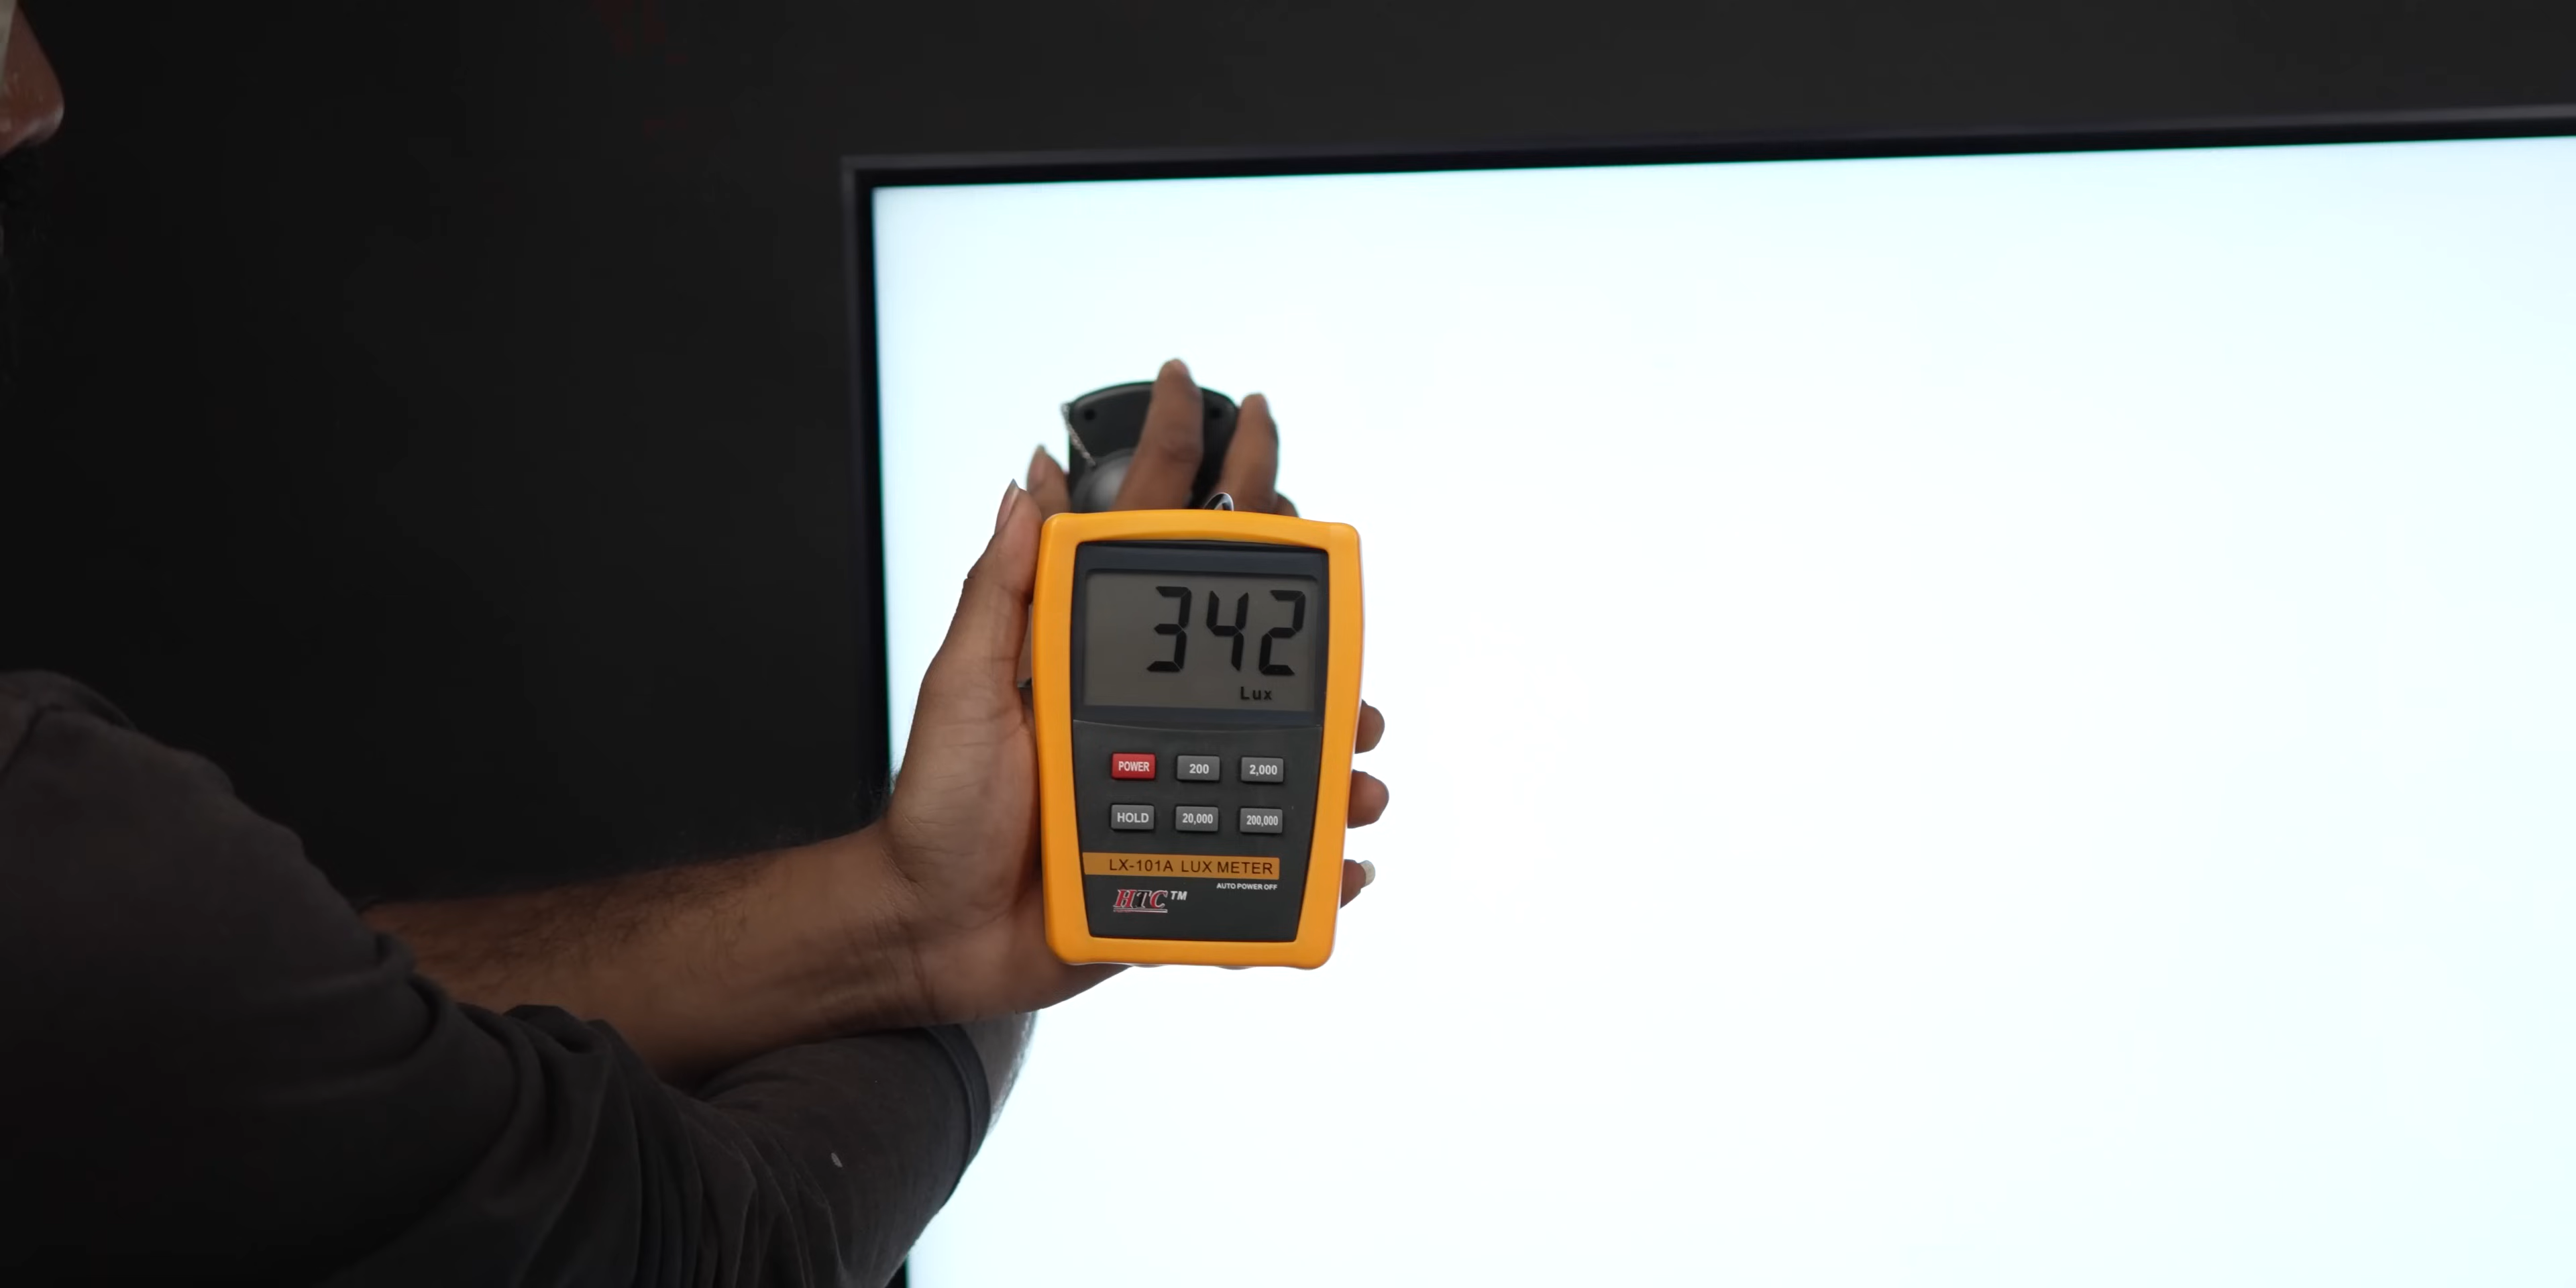 342
Lux
POWER 200 2,000
HOLD 20,000 200,000
LX-101A LUX METER
AUTO POWER OFF
HTC™